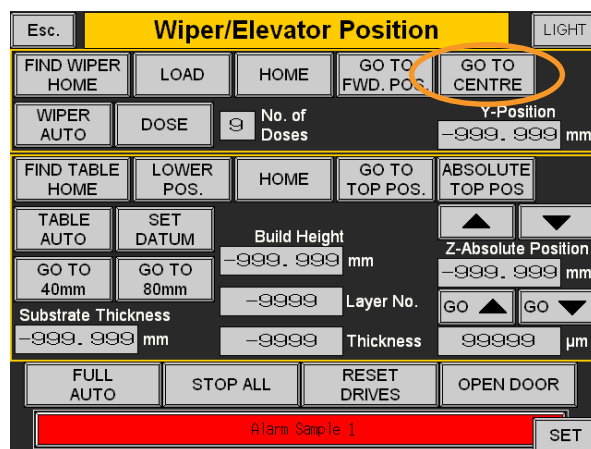 Esc. Wiper/Elevator Position LIGHT
FIND WIPER HOME LOAD HOME GO TO FWD. POS. GO TO CENTRE
WIPER AUTO DOSE 9 No. of Doses Y-Position
-999.999 mm
FIND TABLE HOME LOWER POS. HOME GO TO TOP POS. ABSOLUTE TOP POS
TABLE AUTO SET DATUM Build Height
-999.999 mm
Z-Absolute Position
-999.999 mm
GO TO 40mm GO TO 80mm
-9999 Layer No. GO GO
Substrate Thickness
-999.999 mm -9999 Thickness 99999 µm
FULL AUTO STOP ALL RESET DRIVES OPEN DOOR
Alarm Sample 1 SET